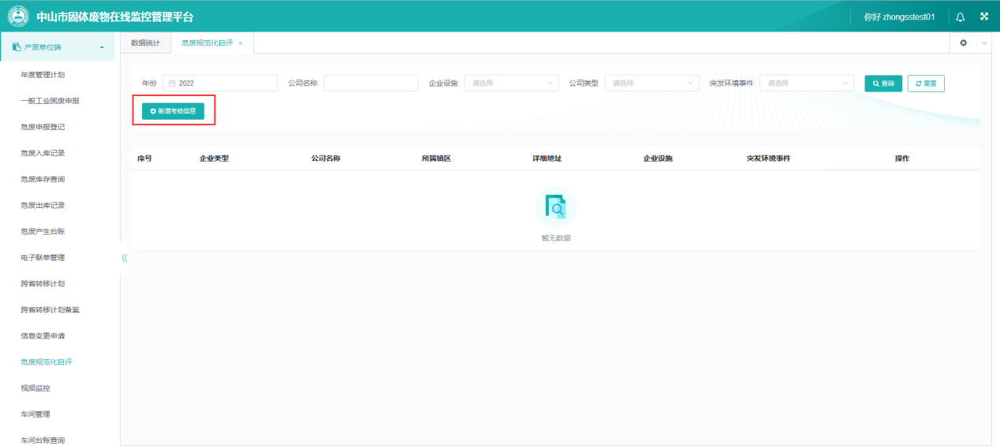 中山市固体废物在线监控管理平台
你好 zhongsstest01
产废单位端
年度管理计划
一般工业固废申报
危废申报登记
危废入库记录
危废库存查询
危废出库记录
危废产生台账
电子联单管理
跨省转移计划
跨省转移计划备案
信息变更申请
危废规范化自评
视频监控
车间管理
车间台账查询
数据统计
危废规范化自评 ×
年份 2022 公司名称 企业设施 请选择 公司类型 请选择 突发环境事件 请选择 查询 重置
新增考核信息
序号 企业类型 公司名称 所属镇区 详细地址 企业设施 突发环境事件 操作
暂无数据